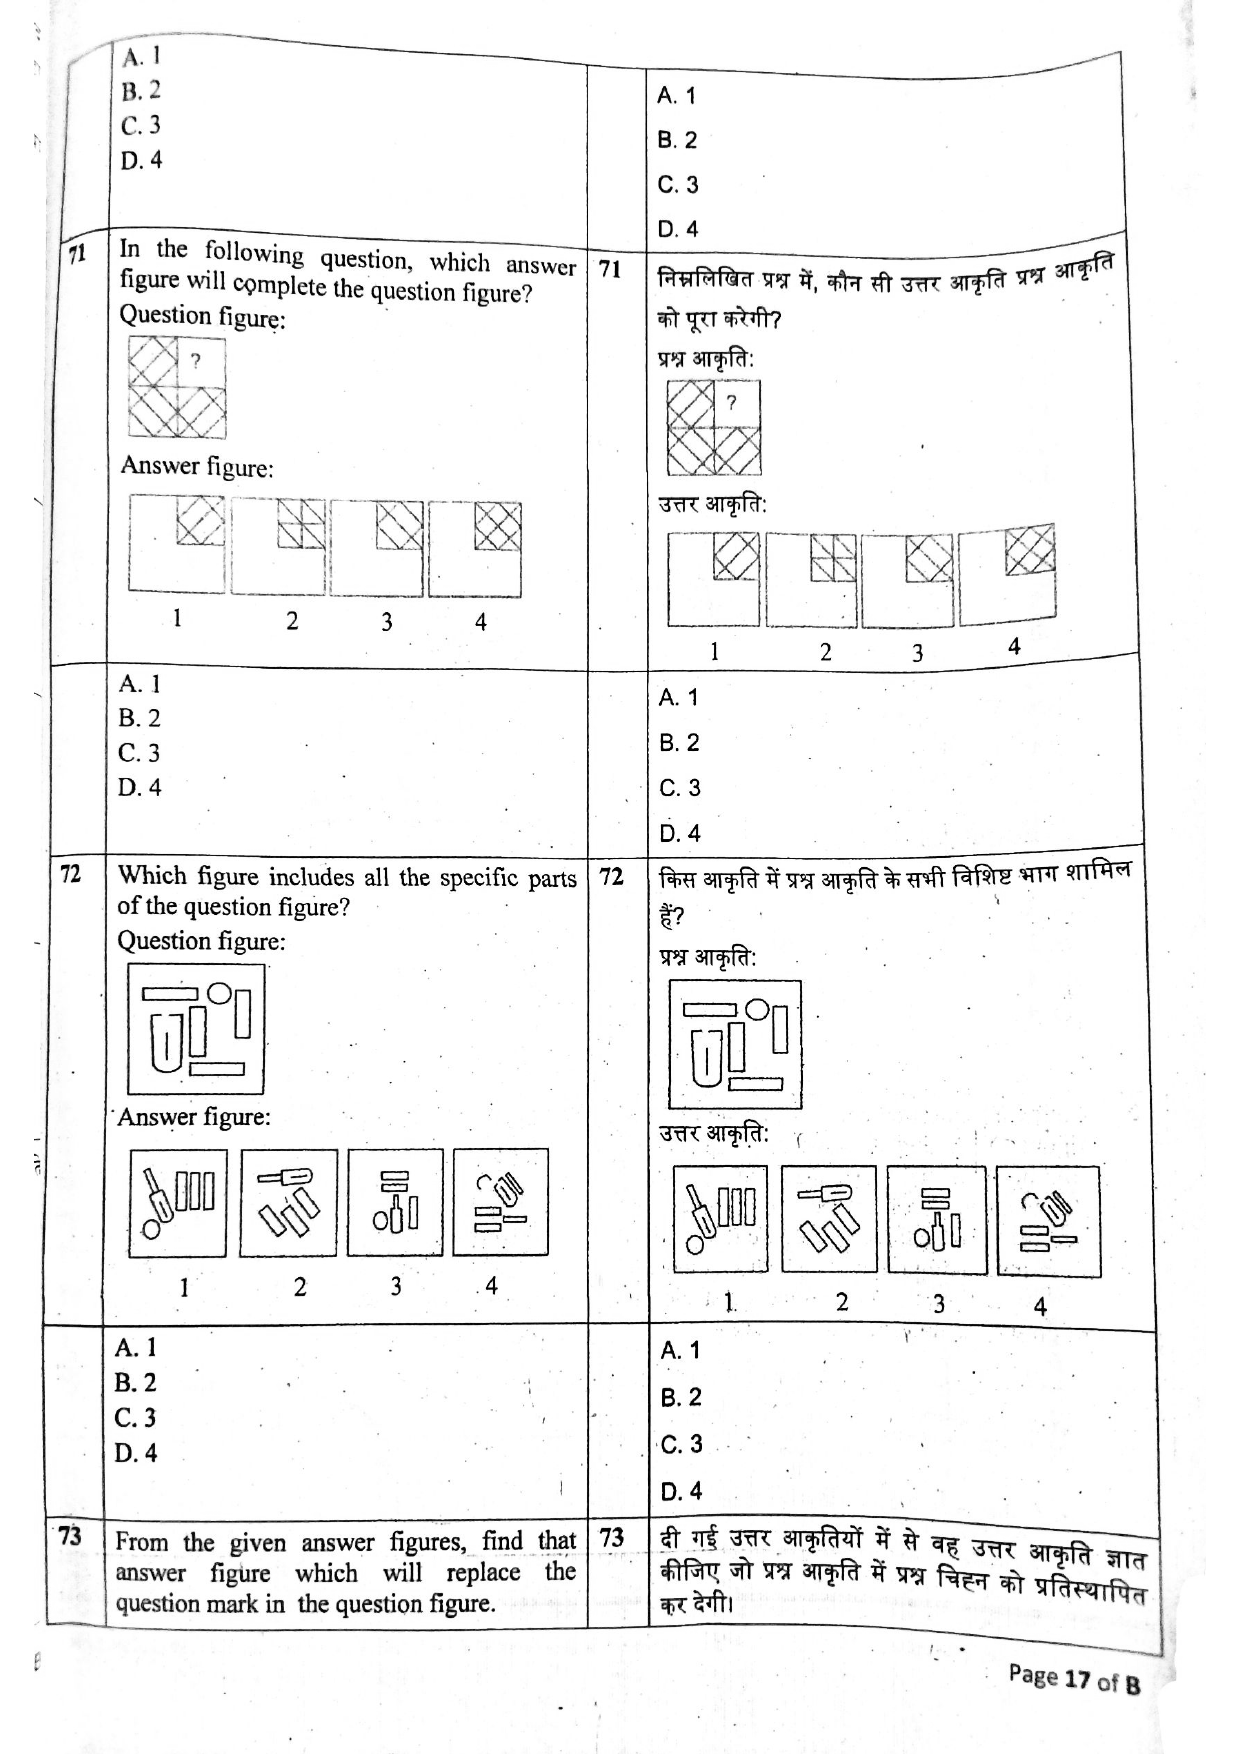 A. 1
B. 2
C. 3
D. 4
A. 1
B. 2
C. 3
D. 4
71
In the following question, which answer
figure will complete the question figure?
Question figure:
?
Answer figure:
1 2 3 4
71
निम्नलिखित प्रश्न में, कौन सी उत्तर आकृति प्रश्न आकृति
को पूरा करेगी?
प्रश्न आकृति:
?
उत्तर आकृति:
1 2 3 4
A. 1
B. 2
C. 3
D. 4
A. 1
B. 2
C. 3
D. 4
72
Which figure includes all the specific parts
of the question figure?
Question figure:
Answer figure:
1 2 3 4
72
किस आकृति में प्रश्न आकृति के सभी विशिष्ट भाग शामिल
हैं?
प्रश्न आकृति:
उत्तर आकृति:
1 2 3 4
A. 1
B. 2
C. 3
D. 4
A. 1
B. 2
C. 3
D. 4
73
From the given answer figures, find that
answer figure which will replace the
question mark in the question figure.
73
दी गई उत्तर आकृतियों में से वह उत्तर आकृति ज्ञात
कीजिए जो प्रश्न आकृति में प्रश्न चिह्न को प्रतिस्थापित
कर देगी।
Page 17 of B